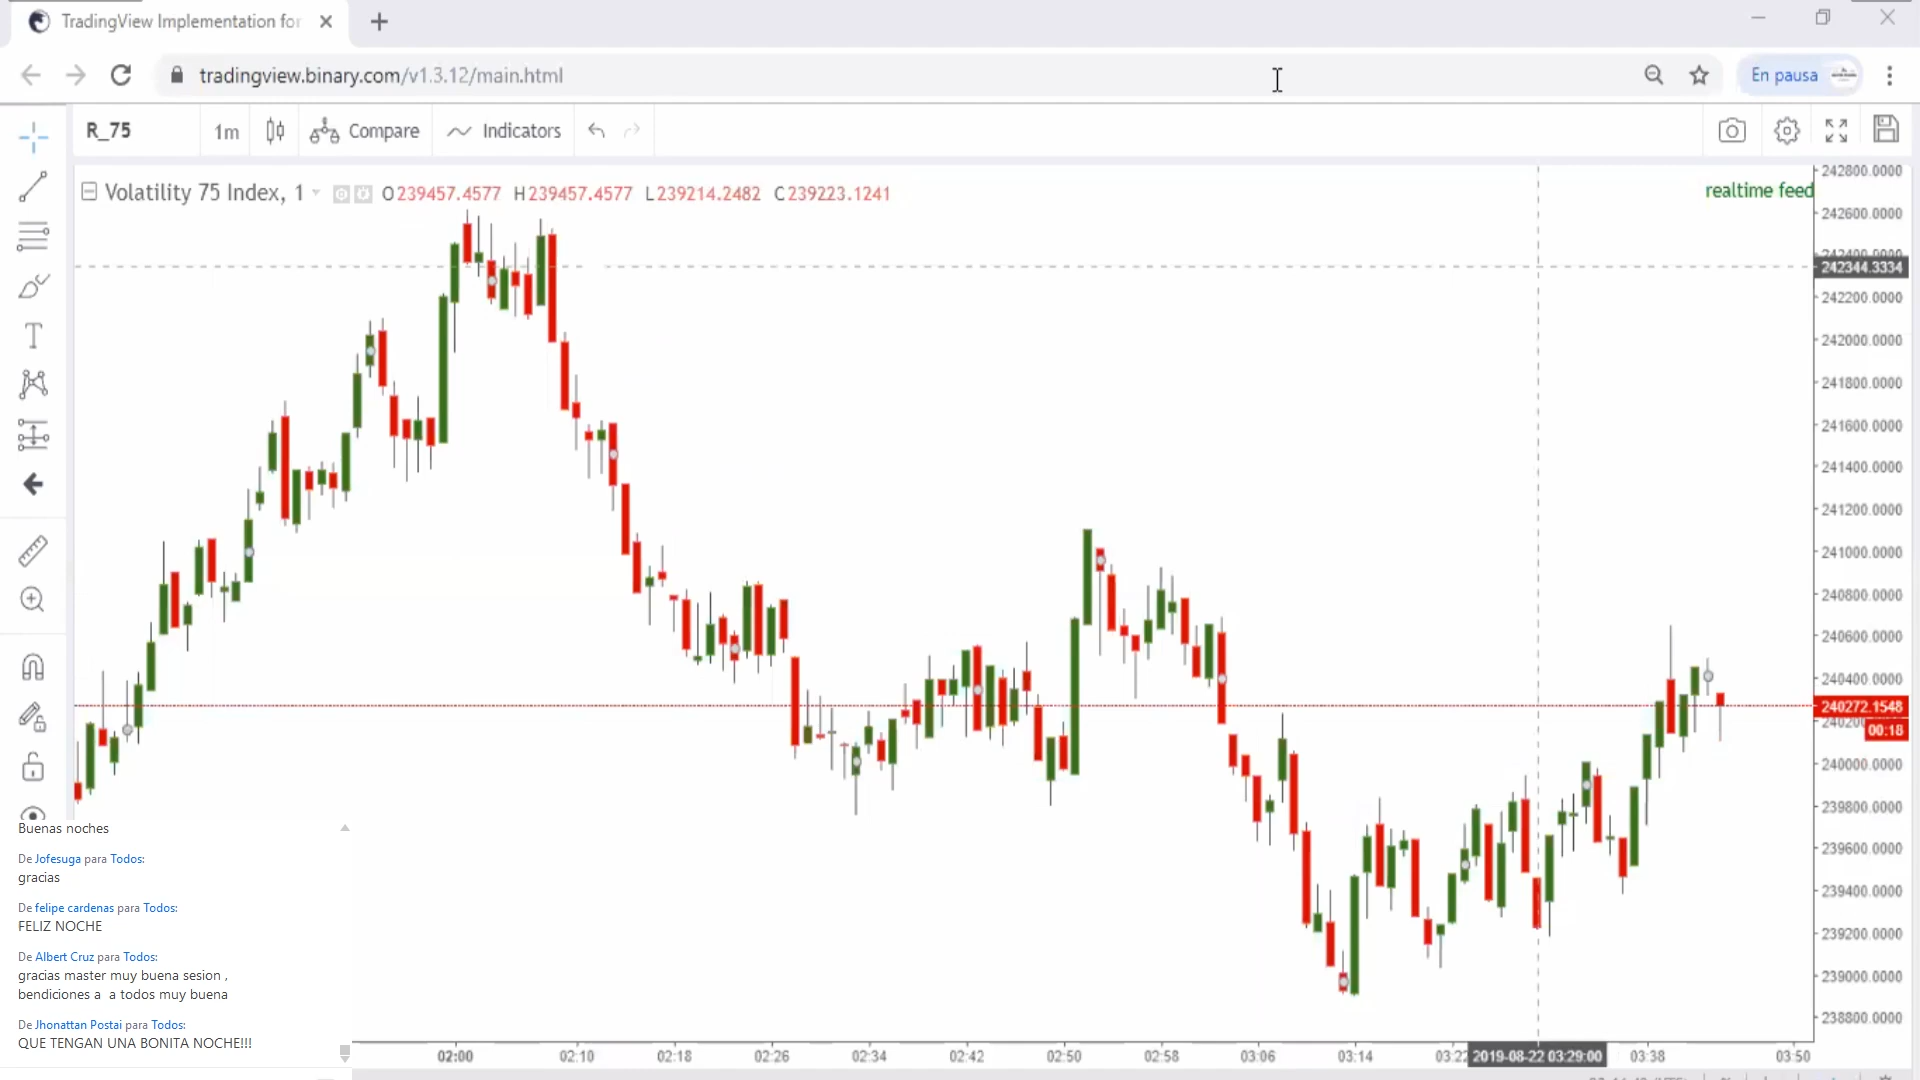 TradingView Implementation for
tradingview.binary.com/v1.3.12/main.html
En pausa
R_75
1m
Compare
Indicators
Volatility 75 Index, 1
O239457.4577 H239457.4577 L239214.2482 C239223.1241
realtime feed
242800.0000
242600.0000
242400.0000
242344.3334
242200.0000
242000.0000
241800.0000
241600.0000
241400.0000
241200.0000
241000.0000
240800.0000
240600.0000
240400.0000
240272.1548
240200.0000
00:18
240000.0000
239800.0000
239600.0000
239400.0000
239200.0000
239000.0000
238800.0000
Buenas noches
De Jofesuga para Todos:
gracias
De felipe cardenas para Todos:
FELIZ NOCHE
De Albert Cruz para Todos:
gracias master muy buena sesion ,
bendiciones a a todos muy buena
De Jhonattan Postai para Todos:
QUE TENGAN UNA BONITA NOCHE!!!
02:00 02:10 02:18 02:26 02:34 02:42 02:50 02:58 03:06 03:14 03:22 2019-08-22 03:29:00 03:38 03:50